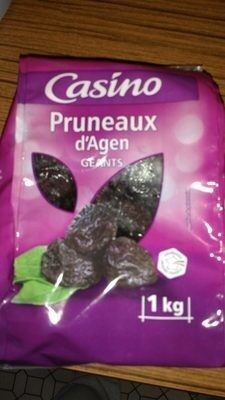 Casino
Pruneaux
d'Agen
GÉANTS
1 kg